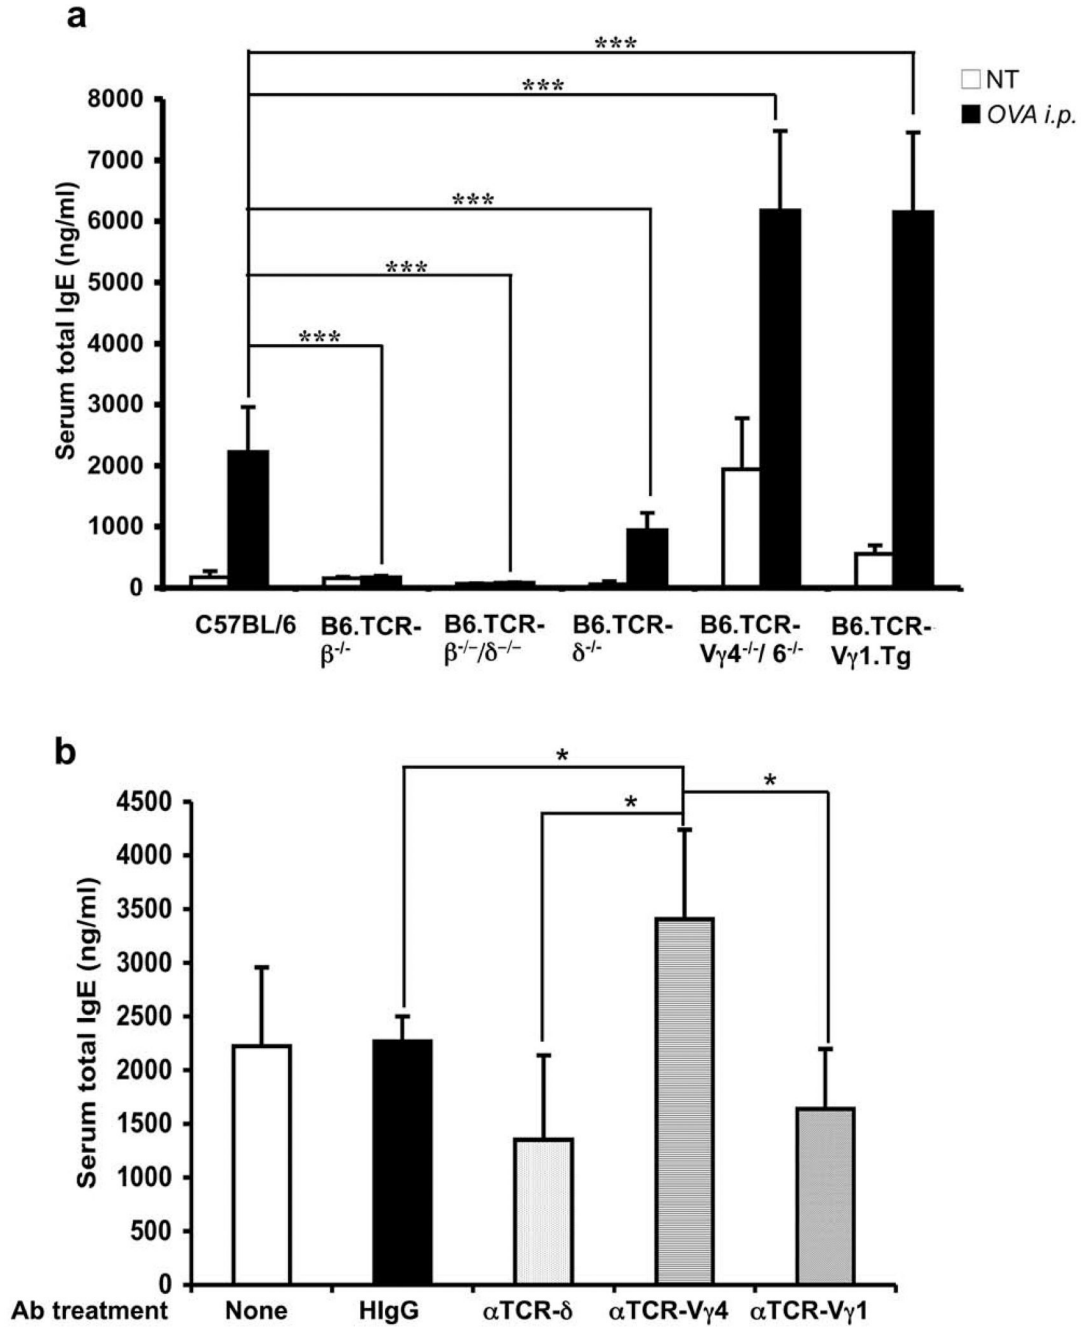 a
***
***
***
***
***
NT
OVA i.p.
8000
7000
6000
5000
4000
3000
2000
1000
0
Serum total IgE (ng/ml)
C57BL/6
B6.TCR-
β-/-
B6.TCR-
β-/-/δ-/-
B6.TCR-
δ-/-
B6.TCR-
Vγ4-/-/ 6-/-
B6.TCR-
Vγ1.Tg
b
*
*
*
4500
4000
3500
3000
2500
2000
1500
1000
500
0
Serum total IgE (ng/ml)
Ab treatment None HIgG αTCR-δ αTCR-Vγ4 αTCR-Vγ1